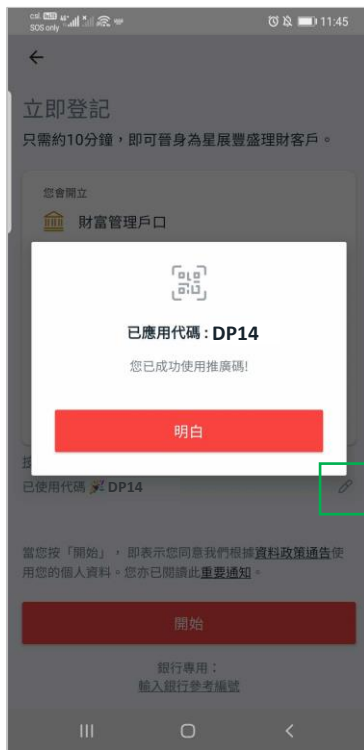 csl.
SOS only
11:45
立即登記
只需約10分鐘，即可晉身為星展豐盛理財客戶。
您會開立
財富管理戶口
已應用代碼 : DP14
您已成功使用推廣碼!
明白
已使用代碼 🎉 DP14
當您按「開始」， 即表示您同意我們根據資料政策通告使
用您的個人資料。您亦已閱讀此重要通知。
開始
銀行專用：
輸入銀行參考編號